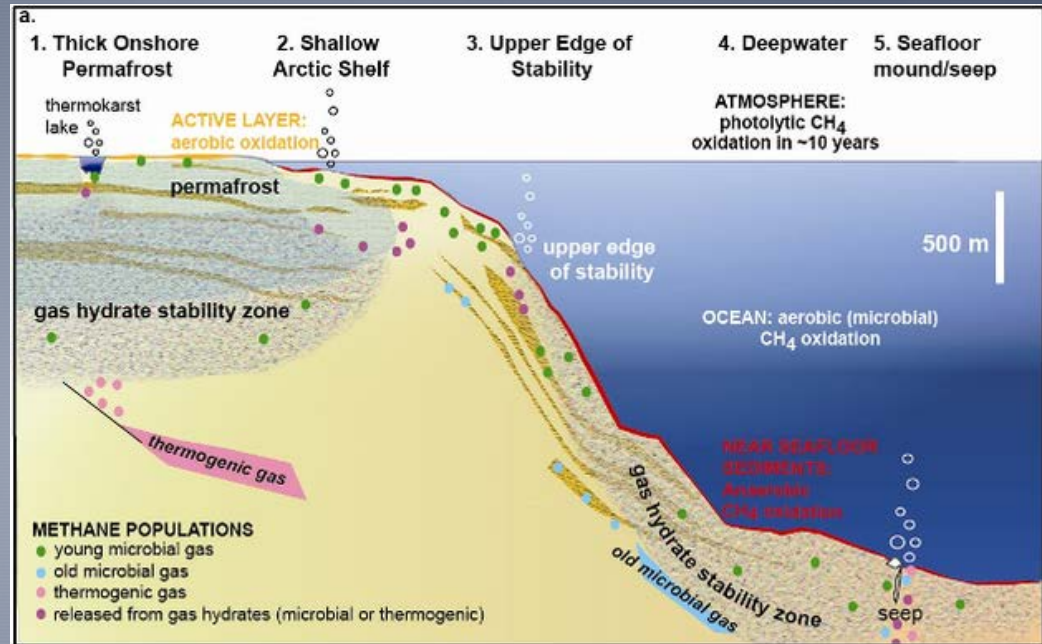 a.
1. Thick Onshore
Permafrost
2. Shallow
Arctic Shelf
3. Upper Edge of
Stability
4. Deepwater
5. Seafloor
mound/seep
thermokarst
lake
ACTIVE LAYER:
aerobic oxidation
ATMOSPHERE:
photolytic CH₄
oxidation in ~10 years
permafrost
upper edge
of stability
500 m
gas hydrate stability zone
OCEAN: aerobic (microbial)
CH₄ oxidation
thermogenic gas
NEAR SEAFLOOR
SEDIMENTS:
Anaerobic
CH₄ oxidation
gas hydrate stability zone
old microbial gas
seep
METHANE POPULATIONS
young microbial gas
old microbial gas
thermogenic gas
released from gas hydrates (microbial or thermogenic)